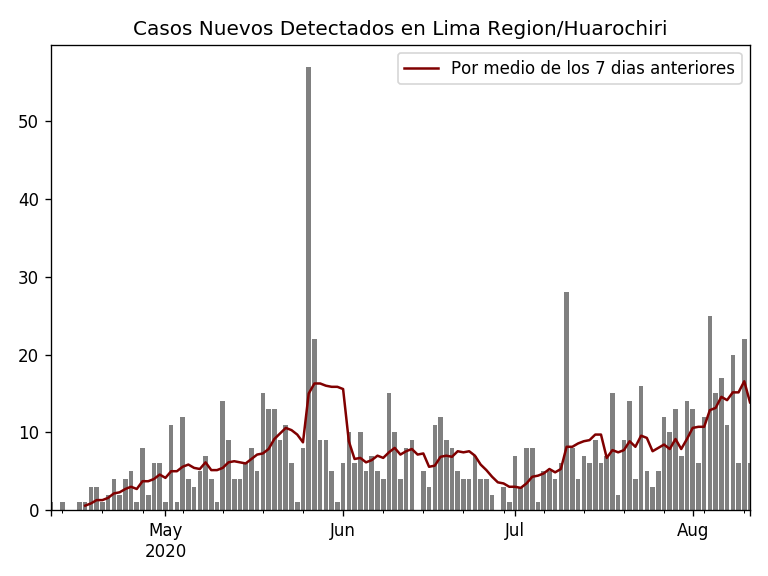 Casos Nuevos Detectados en Lima Region/Huarochiri
Por medio de los 7 dias anteriores
50
40
30
20
10
0
May
2020
Jun
Jul
Aug